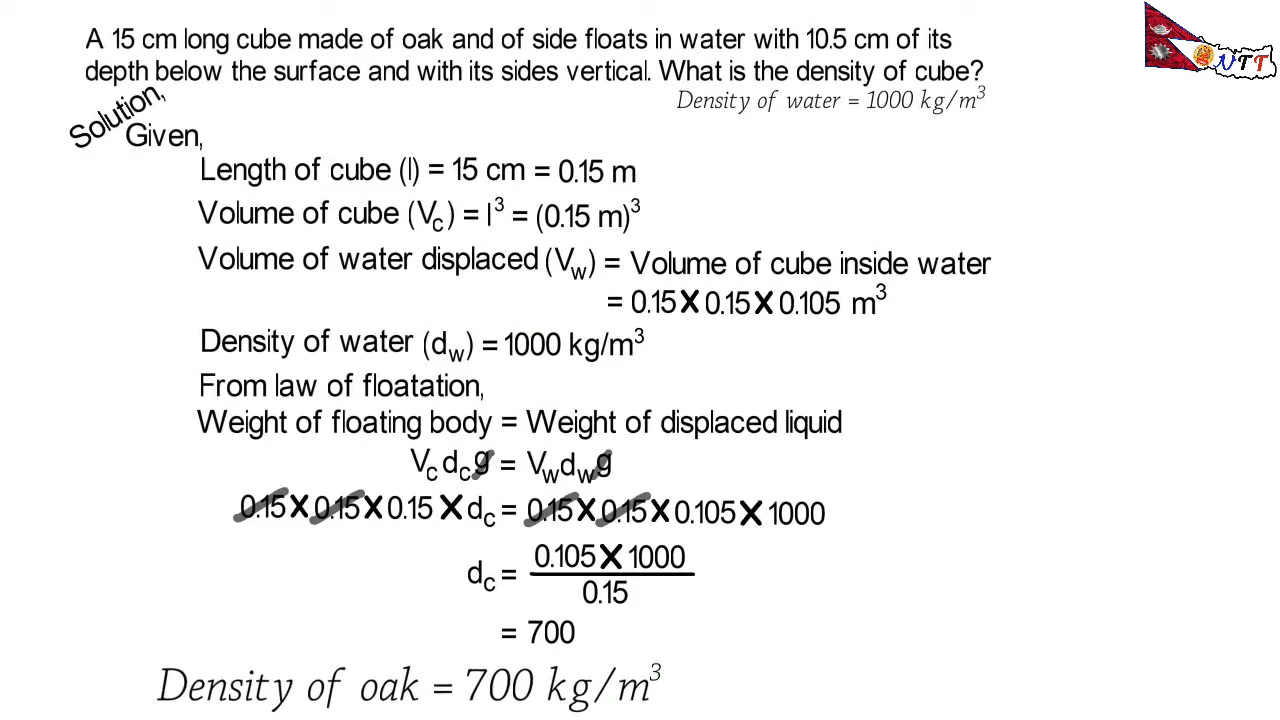 A 15 cm long cube made of oak and of side floats in water with 10.5 cm of its
depth below the surface and with its sides vertical. What is the density of cube?
Density of water = 1000 kg/m³
Solution,
Given,
Length of cube (l) = 15 cm = 0.15 m
Volume of cube (V꜀) = l³ = (0.15 m)³
Volume of water displaced (Vw) = Volume of cube inside water
= 0.15 × 0.15 × 0.105 m³
Density of water (dw) = 1000 kg/m³
From law of floatation,
Weight of floating body = Weight of displaced liquid
Vc dc g = Vw dw g
0.15 × 0.15 × 0.15 × dc = 0.15 × 0.15 × 0.105 × 1000
dc = 0.105 × 1000
0.15
= 700
Density of oak = 700 kg/m³
NTT